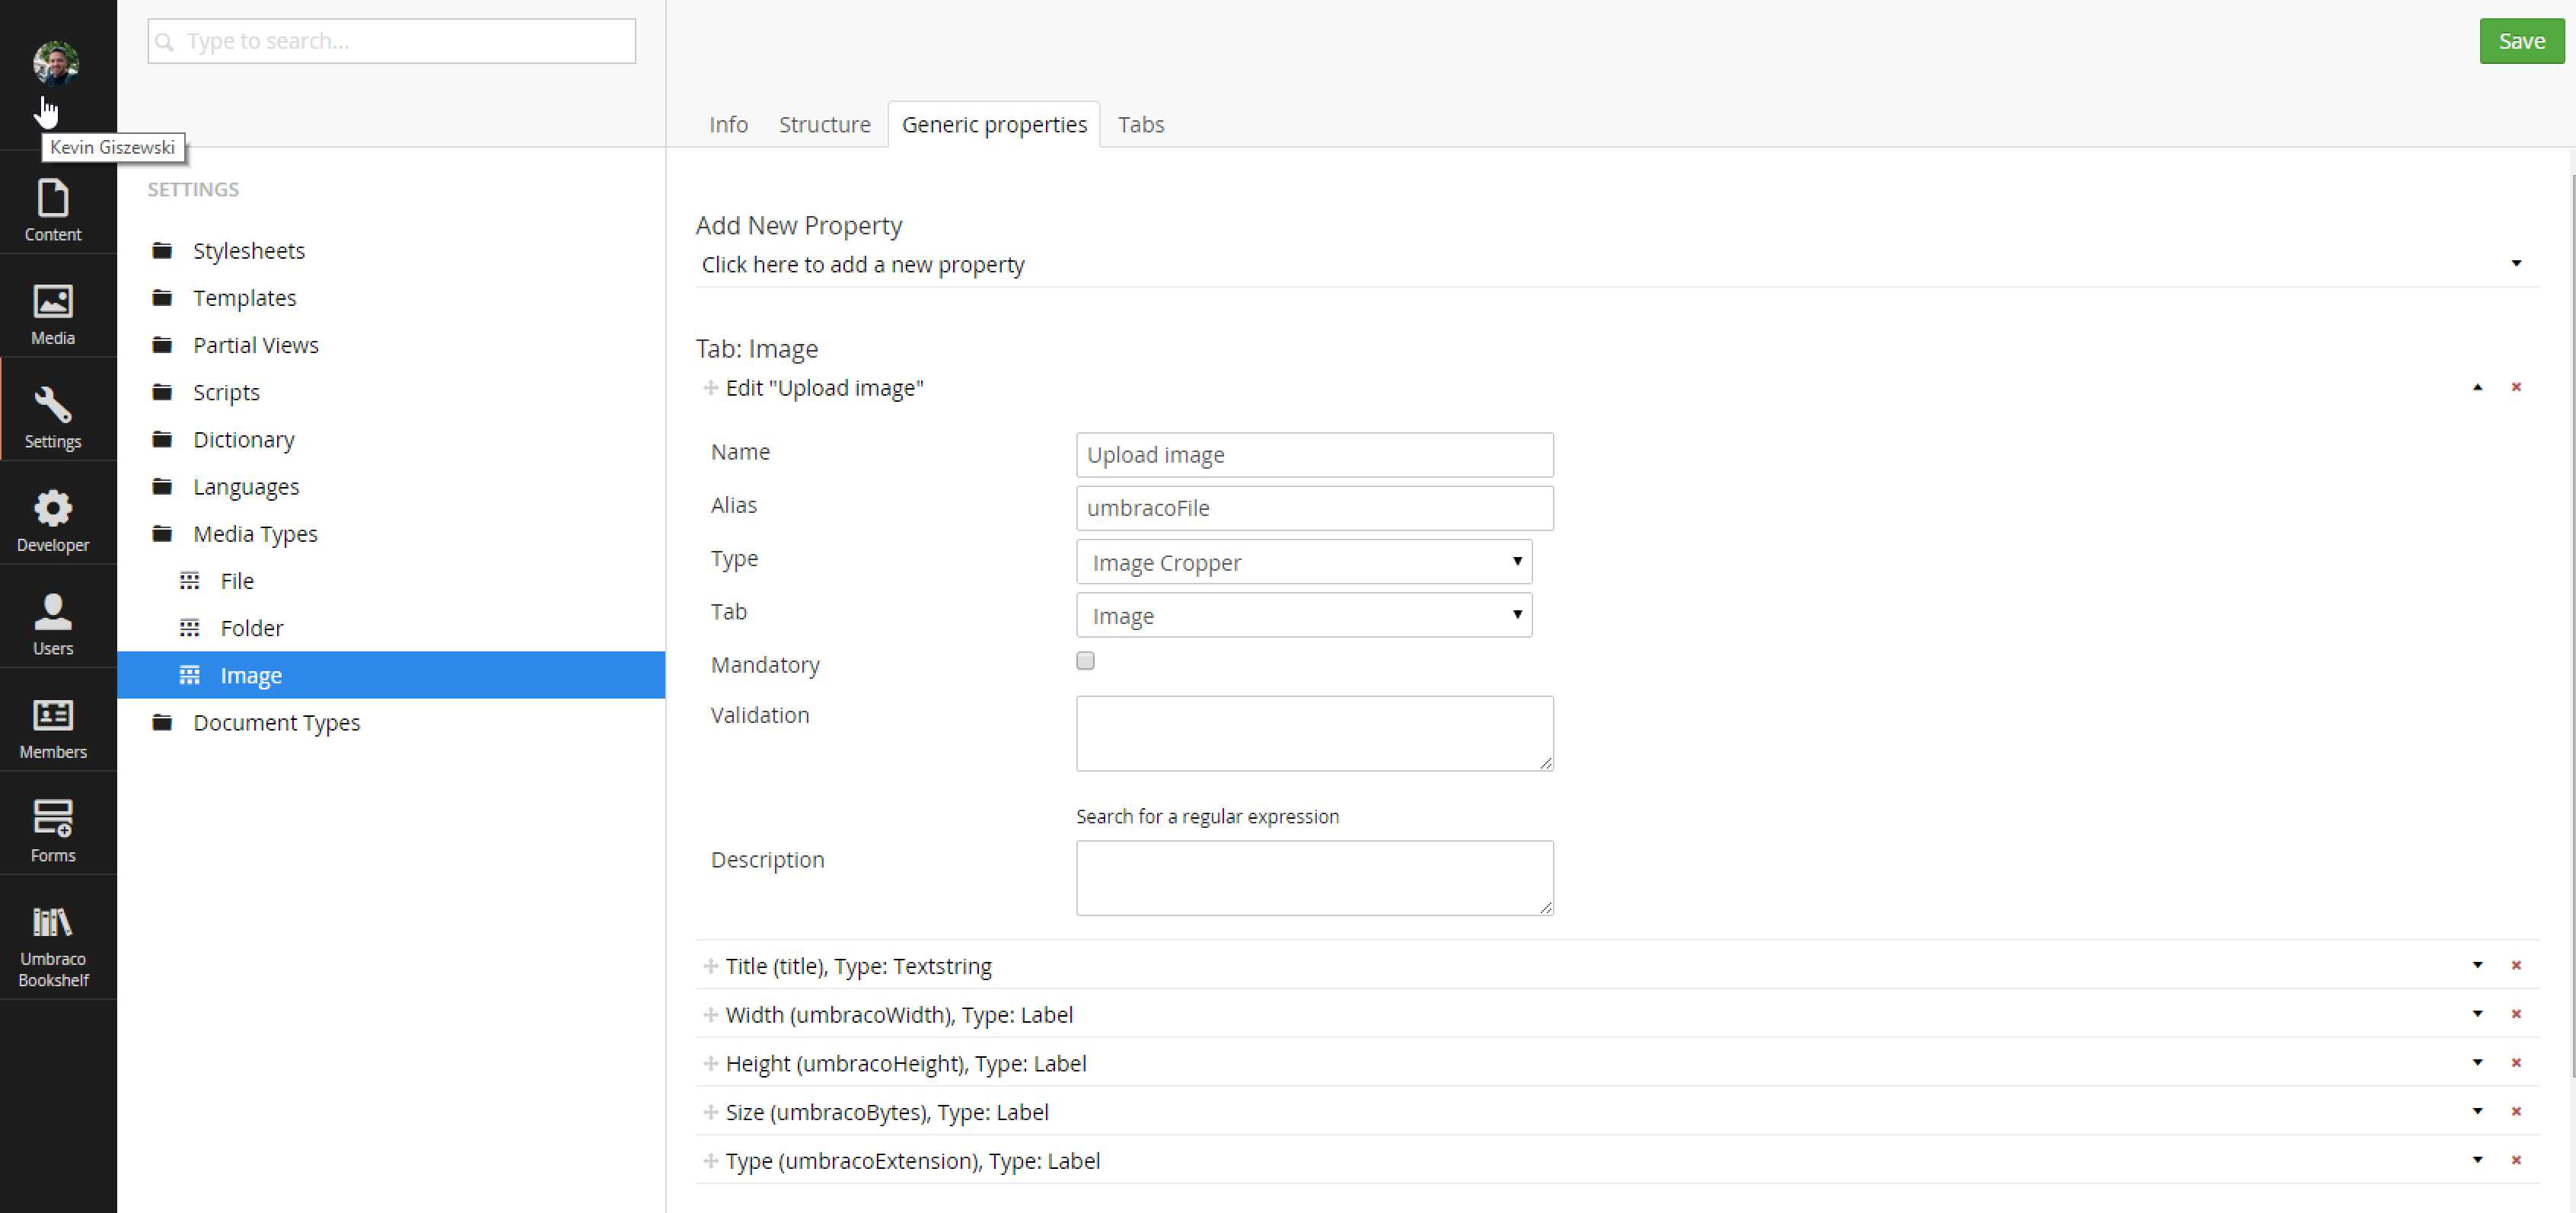 Type to search...
Save
Info
Structure
Generic properties
Tabs
Kevin Giszewski
Content
Media
Settings
Developer
Users
Members
Forms
Umbraco
Bookshelf
SETTINGS
Stylesheets
Templates
Partial Views
Scripts
Dictionary
Languages
Media Types
File
Folder
Image
Document Types
Add New Property
Click here to add a new property
Tab: Image
Edit "Upload image"
Name
Upload image
Alias
umbracoFile
Type
Image Cropper
Tab
Image
Mandatory
Validation
Search for a regular expression
Description
Title (title), Type: Textstring
Width (umbracoWidth), Type: Label
Height (umbracoHeight), Type: Label
Size (umbracoBytes), Type: Label
Type (umbracoExtension), Type: Label